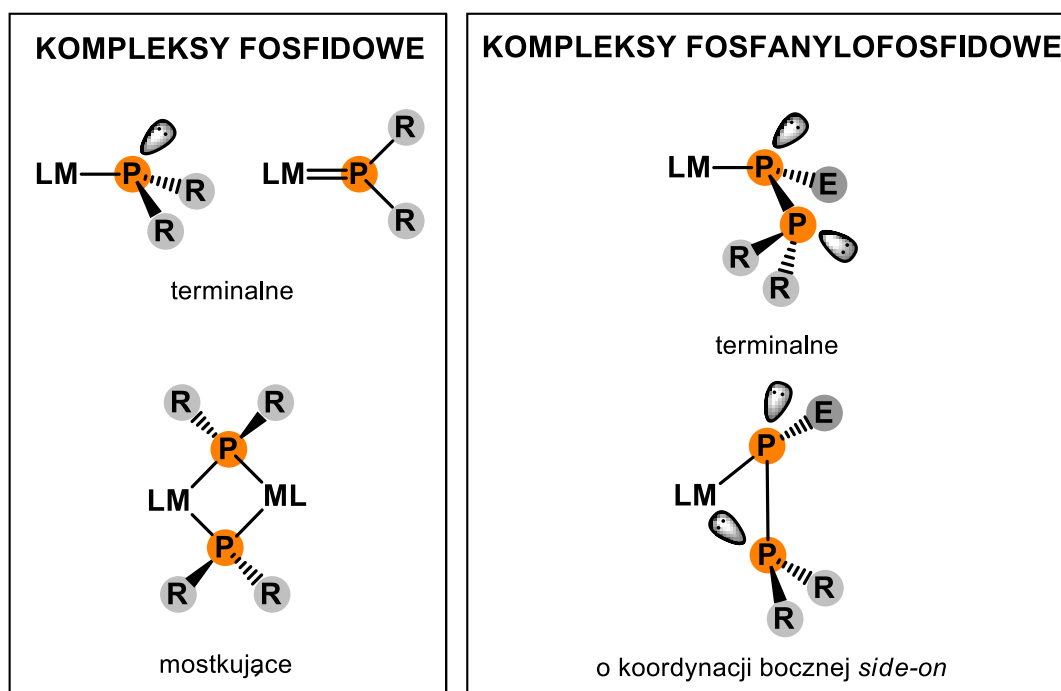 KOMPLEKSY FOSFIDOWE
R
LM P R R
LM P R
terminalne
R R
P
LM ML
P
R R
mostkujące
KOMPLEKSY FOSFANYLOFOSFIDOWE
LM P E
P
R
R
terminalne
E
P
LM
P R
R
o koordynacji bocznej side-on